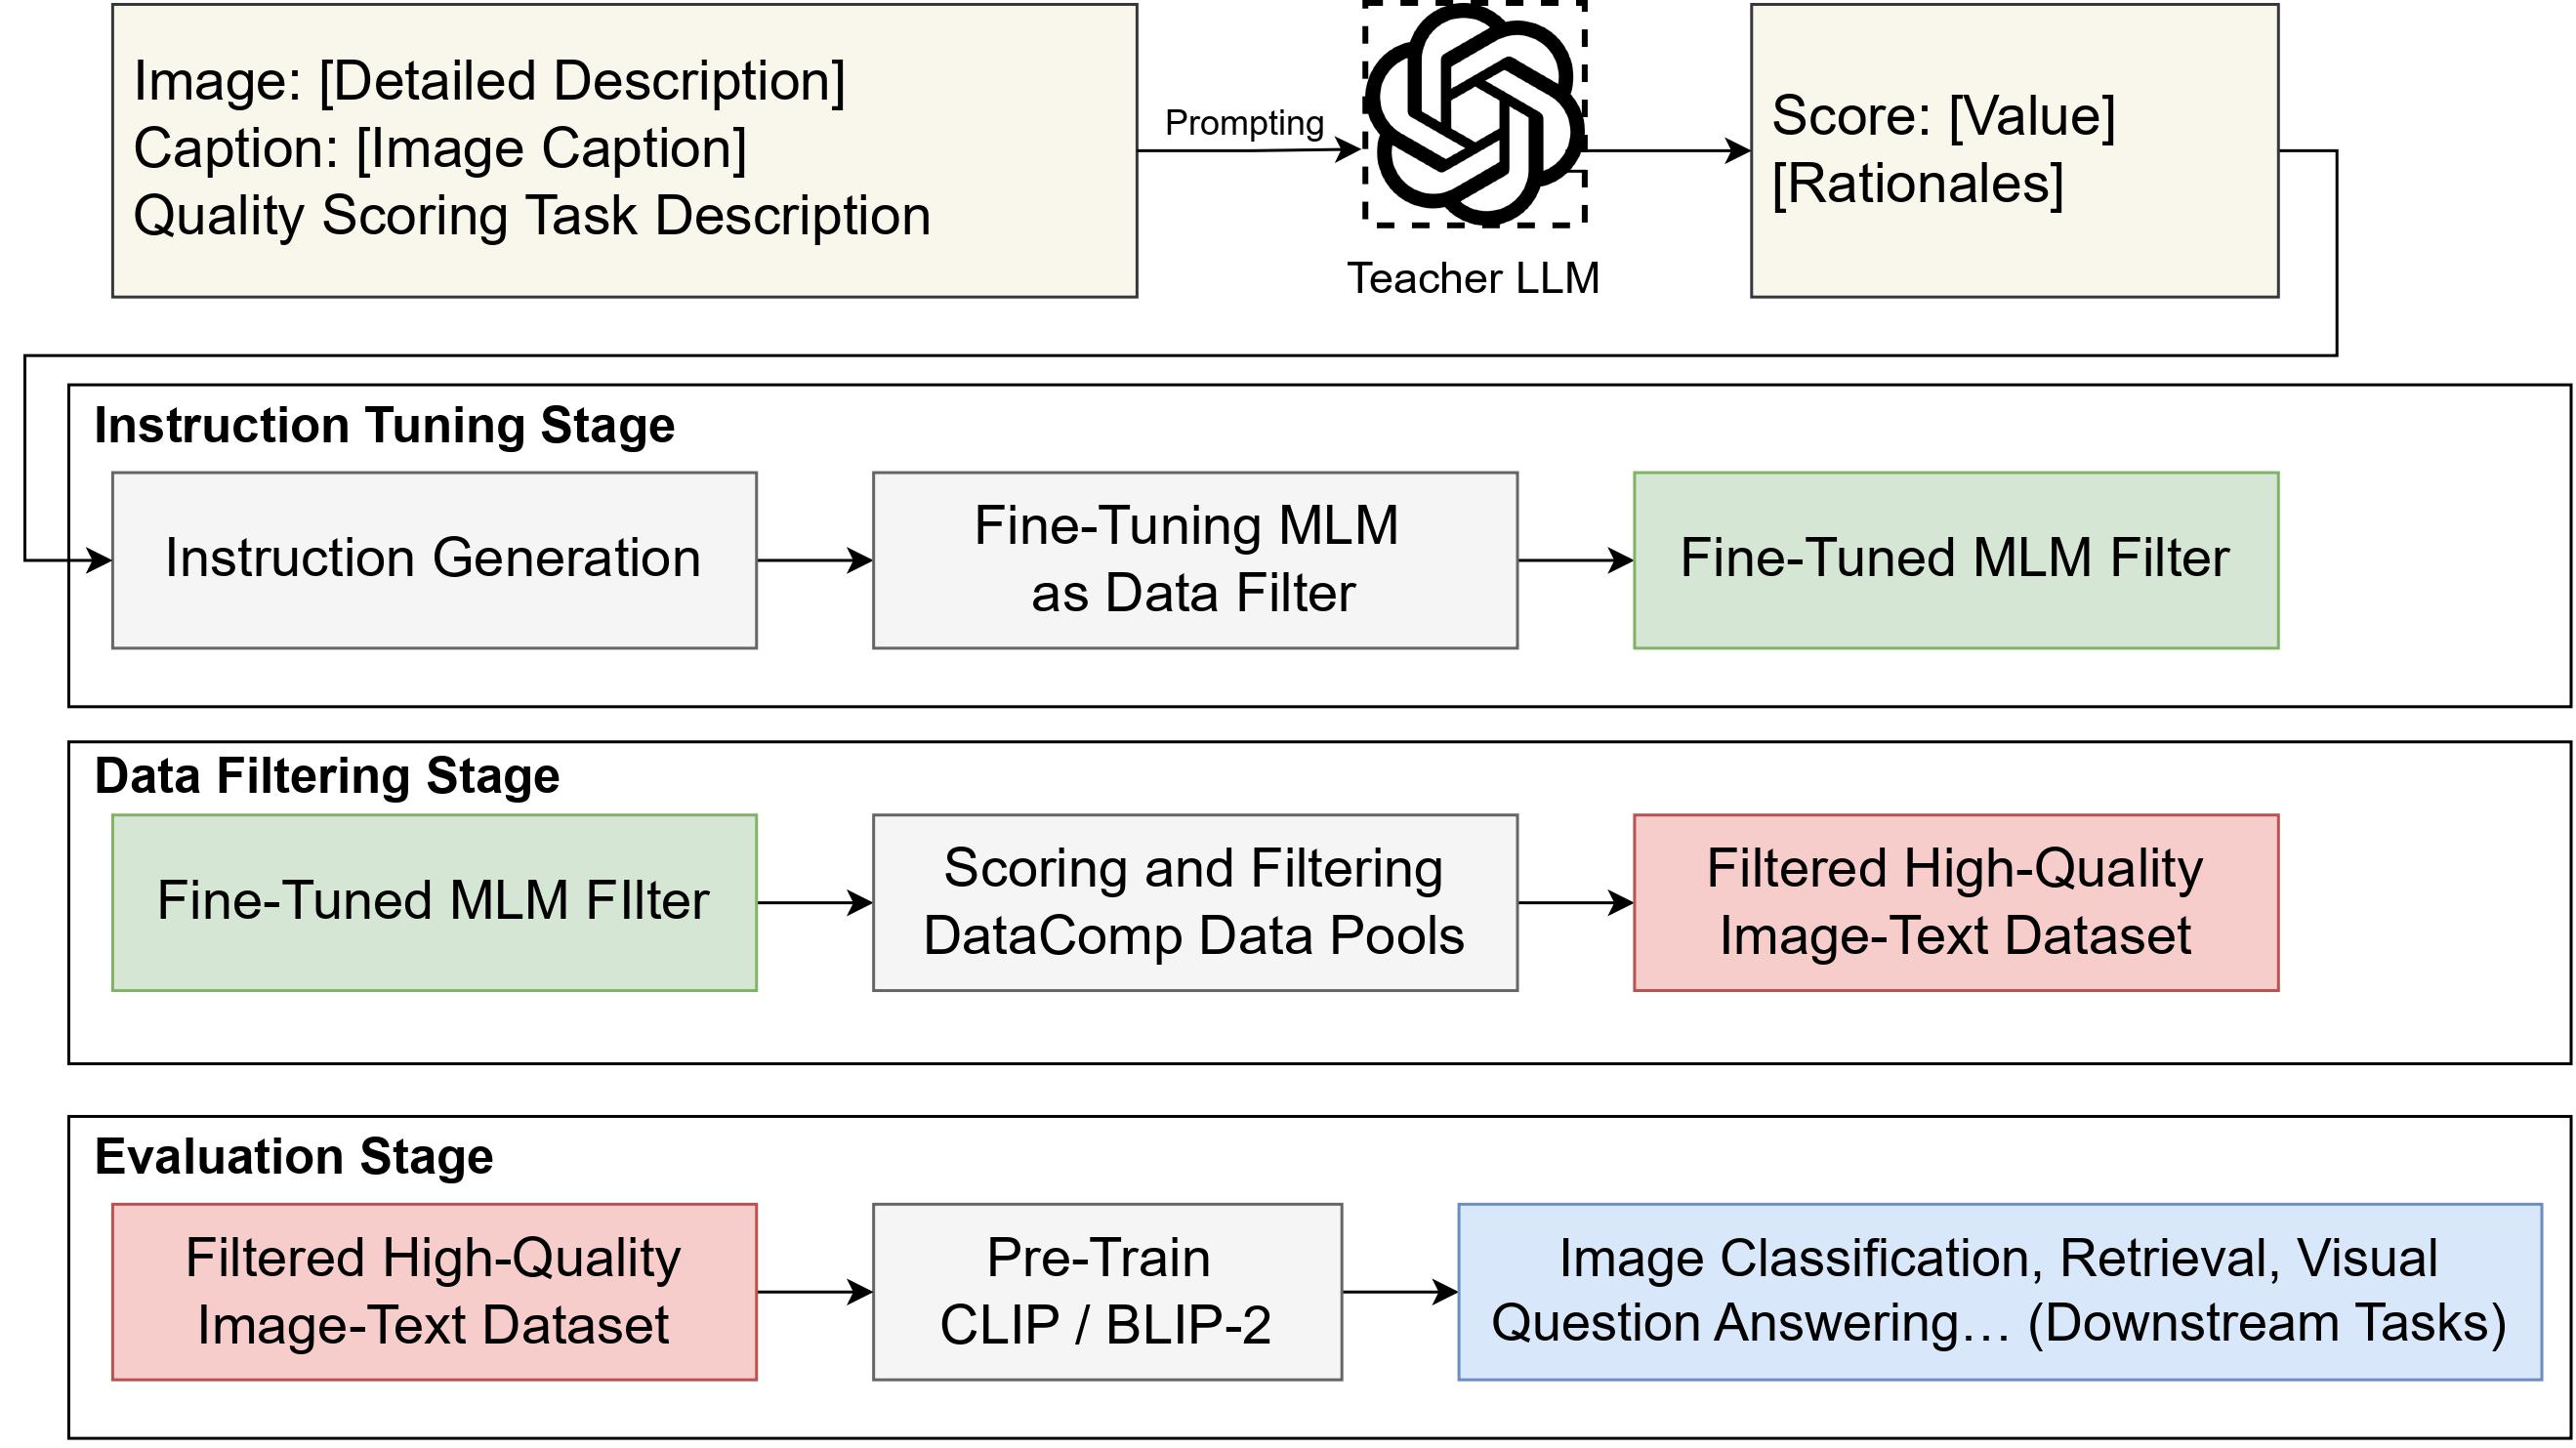 Image: [Detailed Description]
Caption: [Image Caption]
Quality Scoring Task Description
Prompting
Teacher LLM
Score: [Value]
[Rationales]
Instruction Tuning Stage
Instruction Generation
Fine-Tuning MLM
as Data Filter
Fine-Tuned MLM Filter
Data Filtering Stage
Fine-Tuned MLM FIlter
Scoring and Filtering
DataComp Data Pools
Filtered High-Quality
Image-Text Dataset
Evaluation Stage
Filtered High-Quality
Image-Text Dataset
Pre-Train
CLIP / BLIP-2
Image Classification, Retrieval, Visual
Question Answering… (Downstream Tasks)